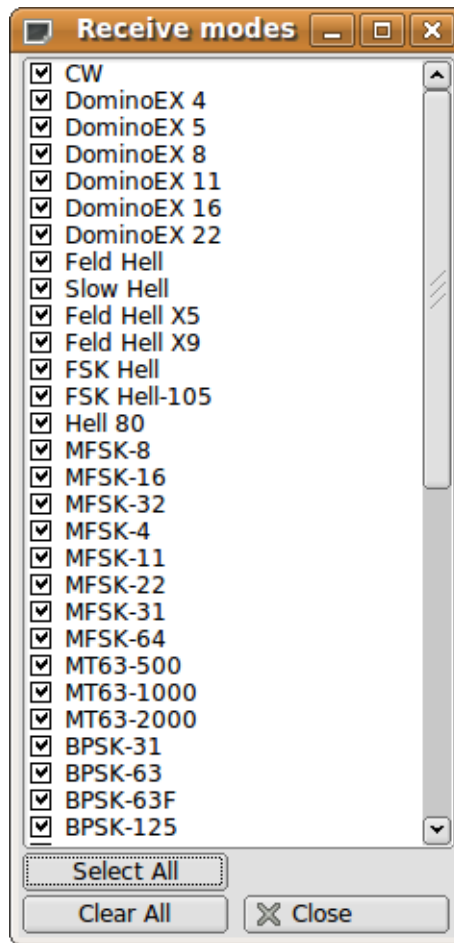 Receive modes
CW
DominoEX 4
DominoEX 5
DominoEX 8
DominoEX 11
DominoEX 16
DominoEX 22
Feld Hell
Slow Hell
Feld Hell X5
Feld Hell X9
FSK Hell
FSK Hell-105
Hell 80
MFSK-8
MFSK-16
MFSK-32
MFSK-4
MFSK-11
MFSK-22
MFSK-31
MFSK-64
MT63-500
MT63-1000
MT63-2000
BPSK-31
BPSK-63
BPSK-63F
BPSK-125
Select All
Clear All Close